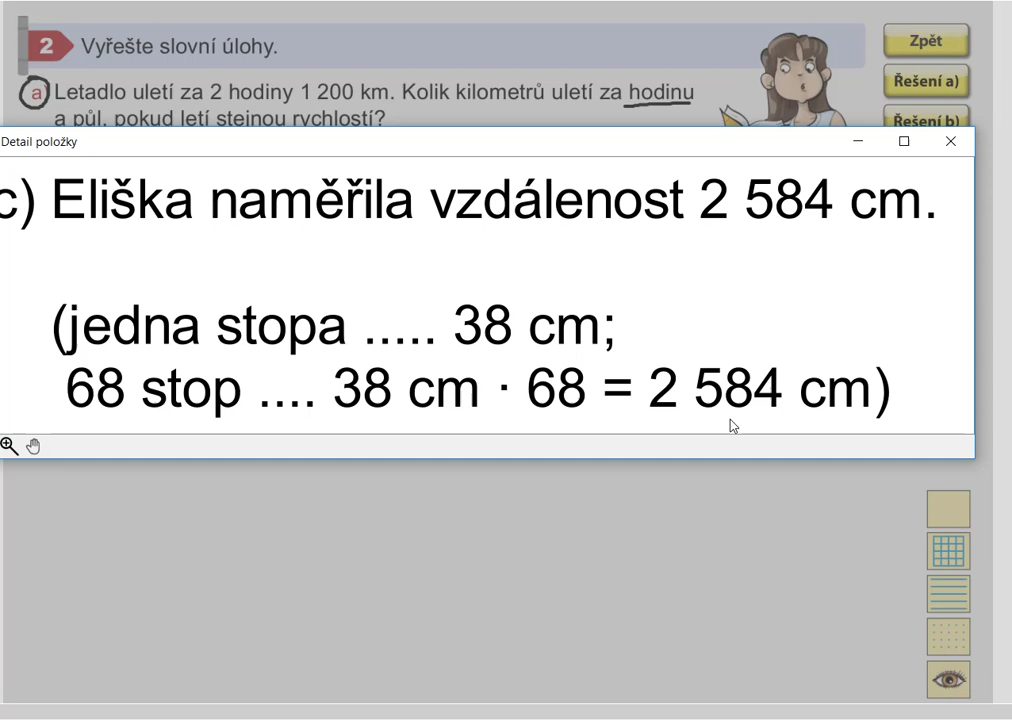 2 Vyřešte slovní úlohy.
Zpět
a) Letadlo uletí za 2 hodiny 1 200 km. Kolik kilometrů uletí za hodinu
Řešení a)
a půl, pokud letí stejnou rychlostí?
Řešení b)
Detail položky
c) Eliška naměřila vzdálenost 2 584 cm.
(jedna stopa ..... 38 cm;
68 stop .... 38 cm · 68 = 2 584 cm)